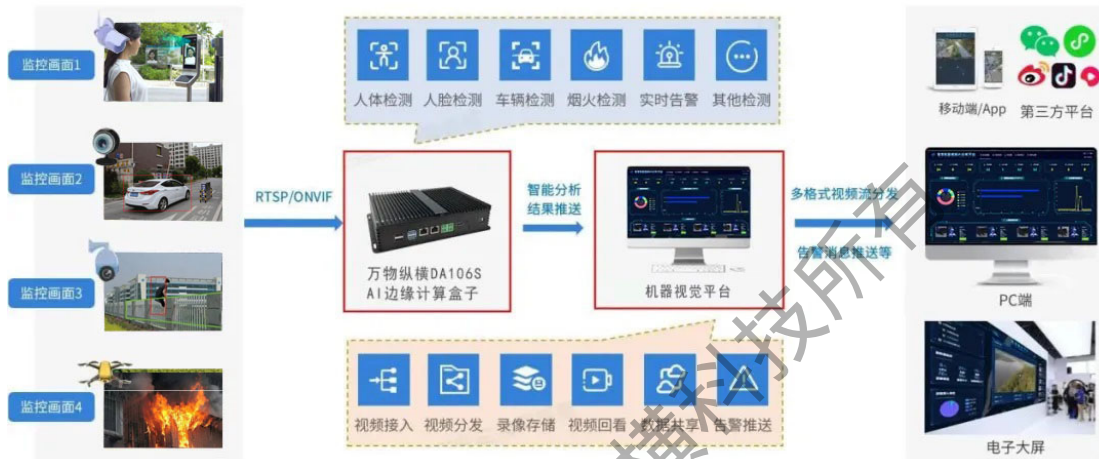 监控画面1
监控画面2
监控画面3
监控画面4
RTSP/ONVIF
人体检测
人脸检测
车辆检测
烟火检测
实时告警
其他检测
万物纵横DA106S
AI边缘计算盒子
智能分析
结果推送
机器视觉平台
视频接入
视频分发
录像存储
视频回看
数据共享
告警推送
多格式视频流分发
告警消息推送等
移动端/App
第三方平台
PC端
电子大屏
横科技所有